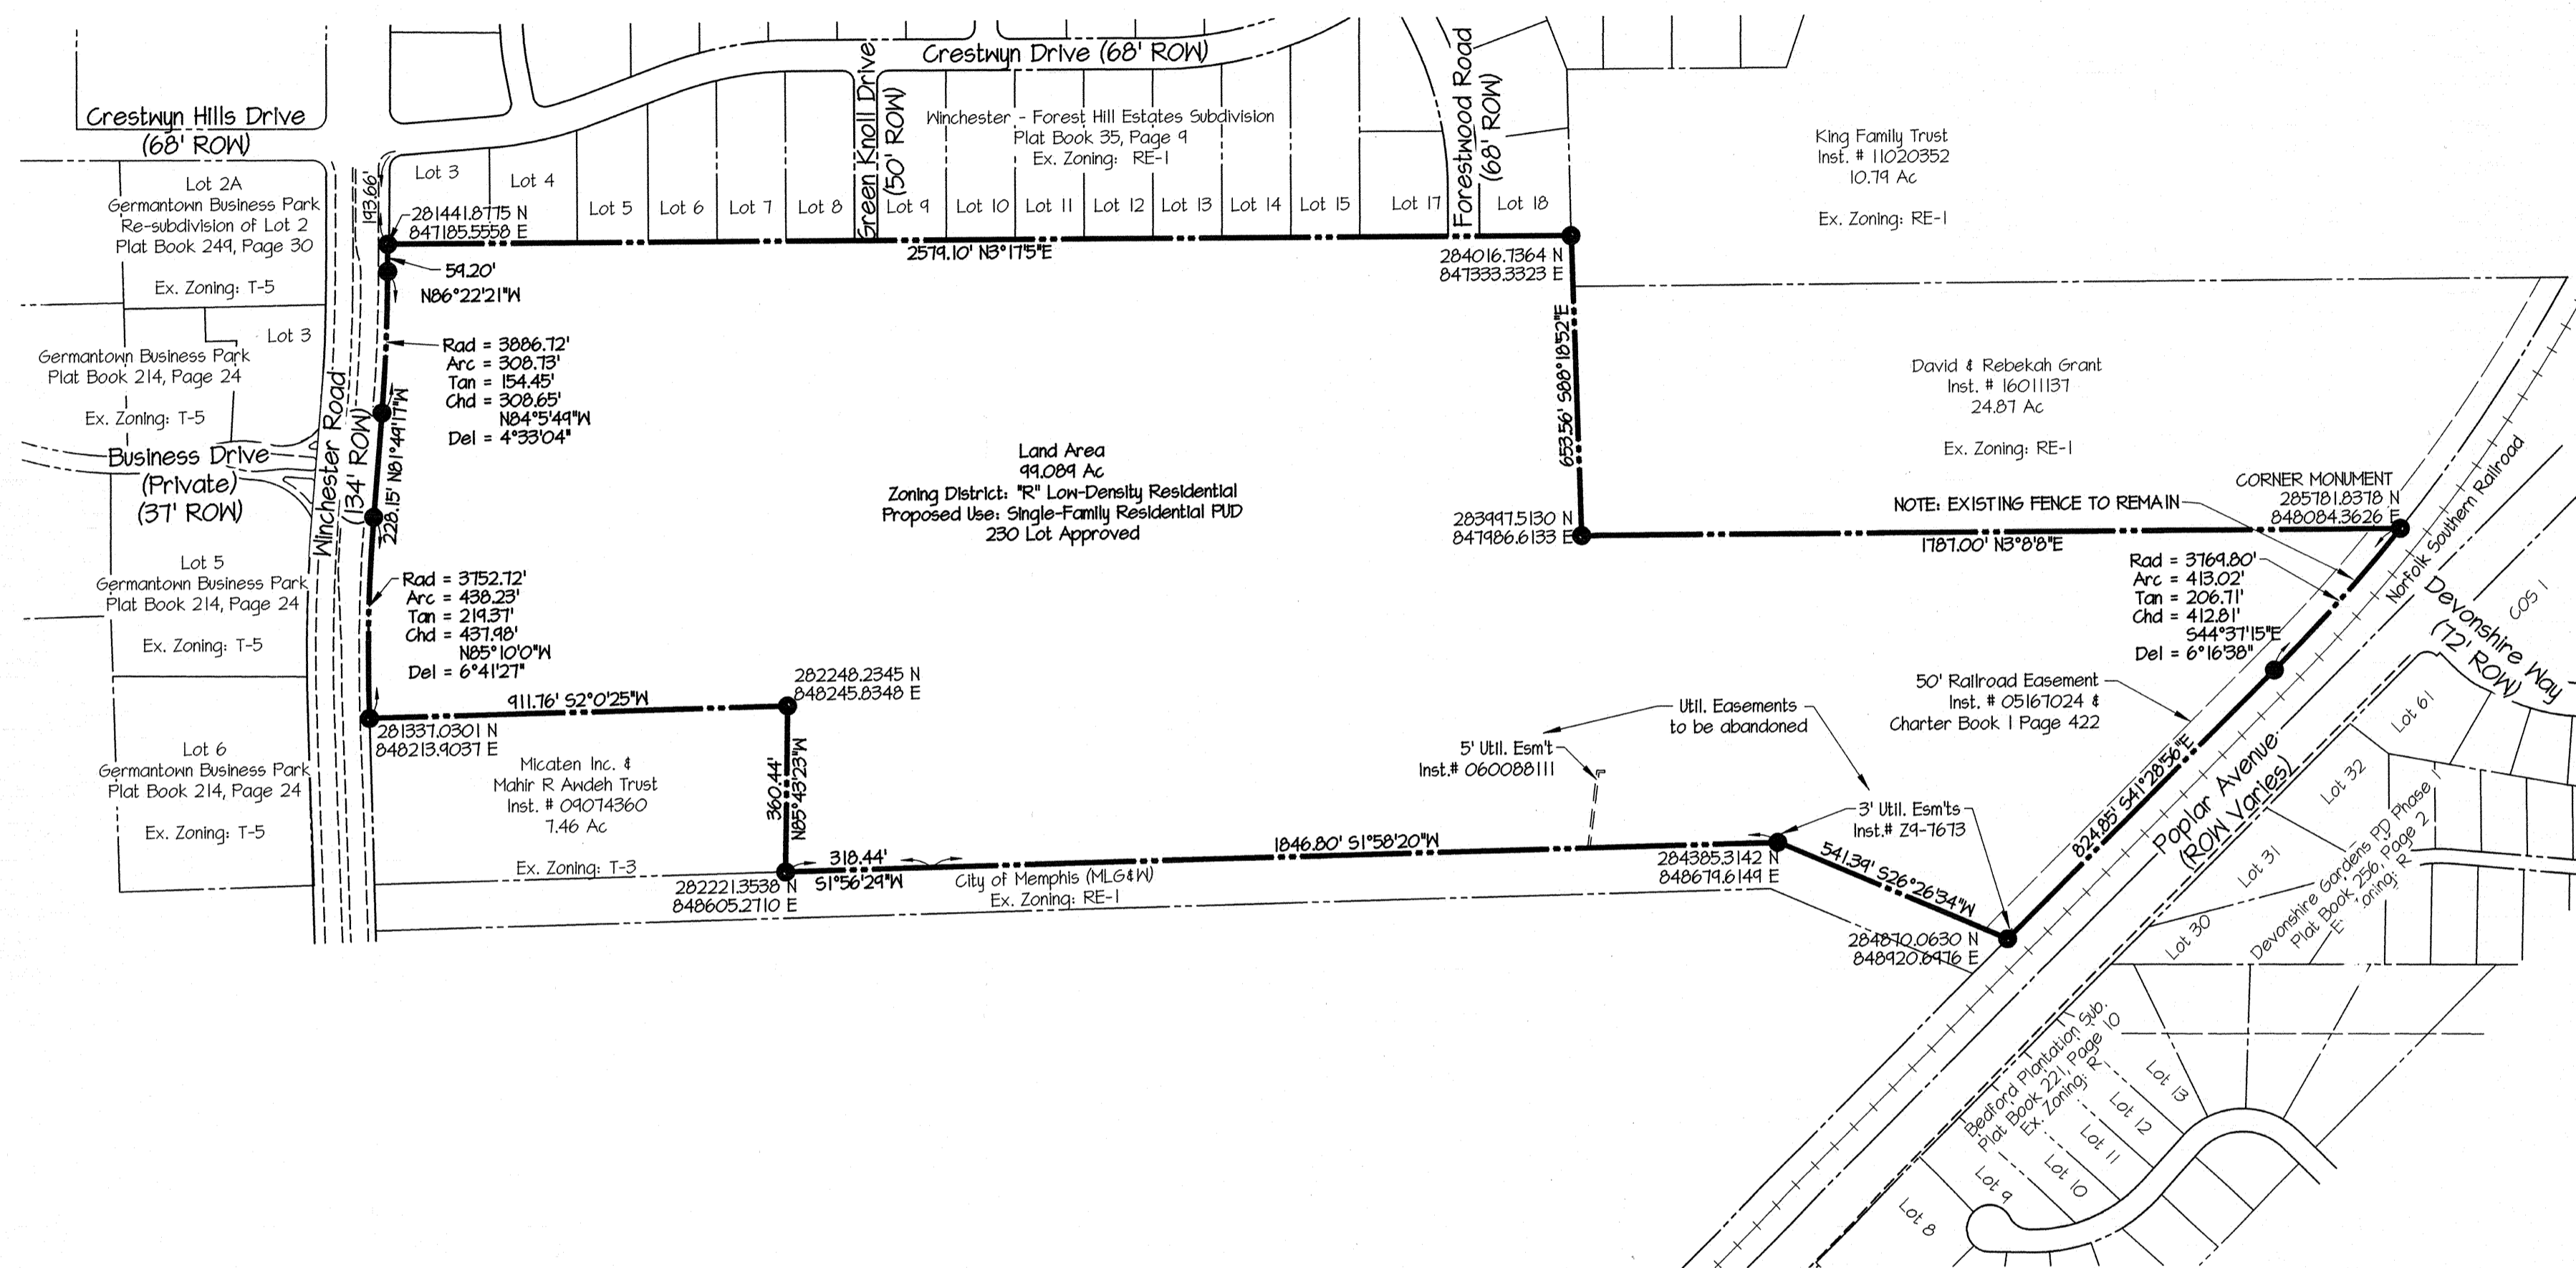 Crestwyn Drive (68' ROW)
Green Knoll Drive
(50' ROW)
Forestwood Road
(68' ROW)
Crestwyn Hills Drive
(68' ROW)
Winchester - Forest Hill Estates Subdivision
Plat Book 35, Page 9
Ex. Zoning: RE-1
King Family Trust
Inst. # 11020352
10.79 Ac
Ex. Zoning: RE-1
Lot 3
Lot 4
Lot 5
Lot 6
Lot 7
Lot 8
Lot 9
Lot 10
Lot 11
Lot 12
Lot 13
Lot 14
Lot 15
Lot 17
Lot 18
Lot 2A
Germantown Business Park
Re-subdivision of Lot 2
Plat Book 249, Page 30
Ex. Zoning: T-5
193.66'
281441.8775 N
847185.5558 E
2579.10' N3°17'5"E
284016.7364 N
847333.3323 E
59.20'
N86°22'21"W
Lot 3
Germantown Business Park
Plat Book 214, Page 24
Ex. Zoning: T-5
Rad = 3886.72'
Arc = 308.73'
Tan = 154.45'
Chd = 308.65'
N84°5'49"W
Del = 4°33'04"
653.56' S88°18'52"E
David & Rebekah Grant
Inst. # 16011137
24.87 Ac
Ex. Zoning: RE-1
Winchester Road
(134' ROW)
228.15' N81°49'17"W
Business Drive
(Private)
(37' ROW)
Land Area
99.089 Ac
Zoning District: "R" Low-Density Residential
Proposed Use: Single-Family Residential PUD
230 Lot Approved
283997.5130 N
847986.6133 E
NOTE: EXISTING FENCE TO REMAIN
CORNER MONUMENT
285781.8378 N
848084.3626 E
1787.00' N3°8'8"E
Norfolk Southern Railroad
Devonshire Way
(72' ROW)
COS 1
Lot 5
Germantown Business Park
Plat Book 214, Page 24
Ex. Zoning: T-5
Rad = 3752.72'
Arc = 438.23'
Tan = 219.37'
Chd = 437.98'
N85°10'0"W
Del = 6°41'27"
Rad = 3769.80'
Arc = 413.02'
Tan = 206.71'
Chd = 412.81'
S44°37'15"E
Del = 6°16'38"
911.76' S2°0'25"W
282248.2345 N
848245.8348 E
281337.0301 N
848213.9037 E
50' Railroad Easement
Inst. # 05167024 &
Charter Book 1 Page 422
Util. Easements
to be abandoned
5' Util. Esm't
Inst.# 060088111
3' Util. Esm'ts
Inst.# Z9-7673
824.85' S41°28'56"E
Poplar Avenue
(ROW Varies)
Lot 6
Germantown Business Park
Plat Book 214, Page 24
Ex. Zoning: T-5
Micaten Inc. &
Mahir R Awdeh Trust
Inst. # 09074360
7.46 Ac
Ex. Zoning: T-3
360.44'
N85°43'23"W
318.44'
S1°56'29"W
1846.80' S1°58'20"W
282221.3538 N
848605.2710 E
City of Memphis (MLG&W)
Ex. Zoning: RE-1
284385.3142 N
848679.6149 E
541.39' S26°26'34"W
284870.0630 N
848920.6976 E
Lot 61
Lot 32
Lot 31
Lot 30
Devonshire Gardens PD Phase 1
Plat Book 256, Page 2
Bedford Plantation Sub.
Plat Book 221, Page 10
Ex. Zoning: R
Lot 13
Lot 12
Lot 11
Lot 10
Lot 9
Lot 8